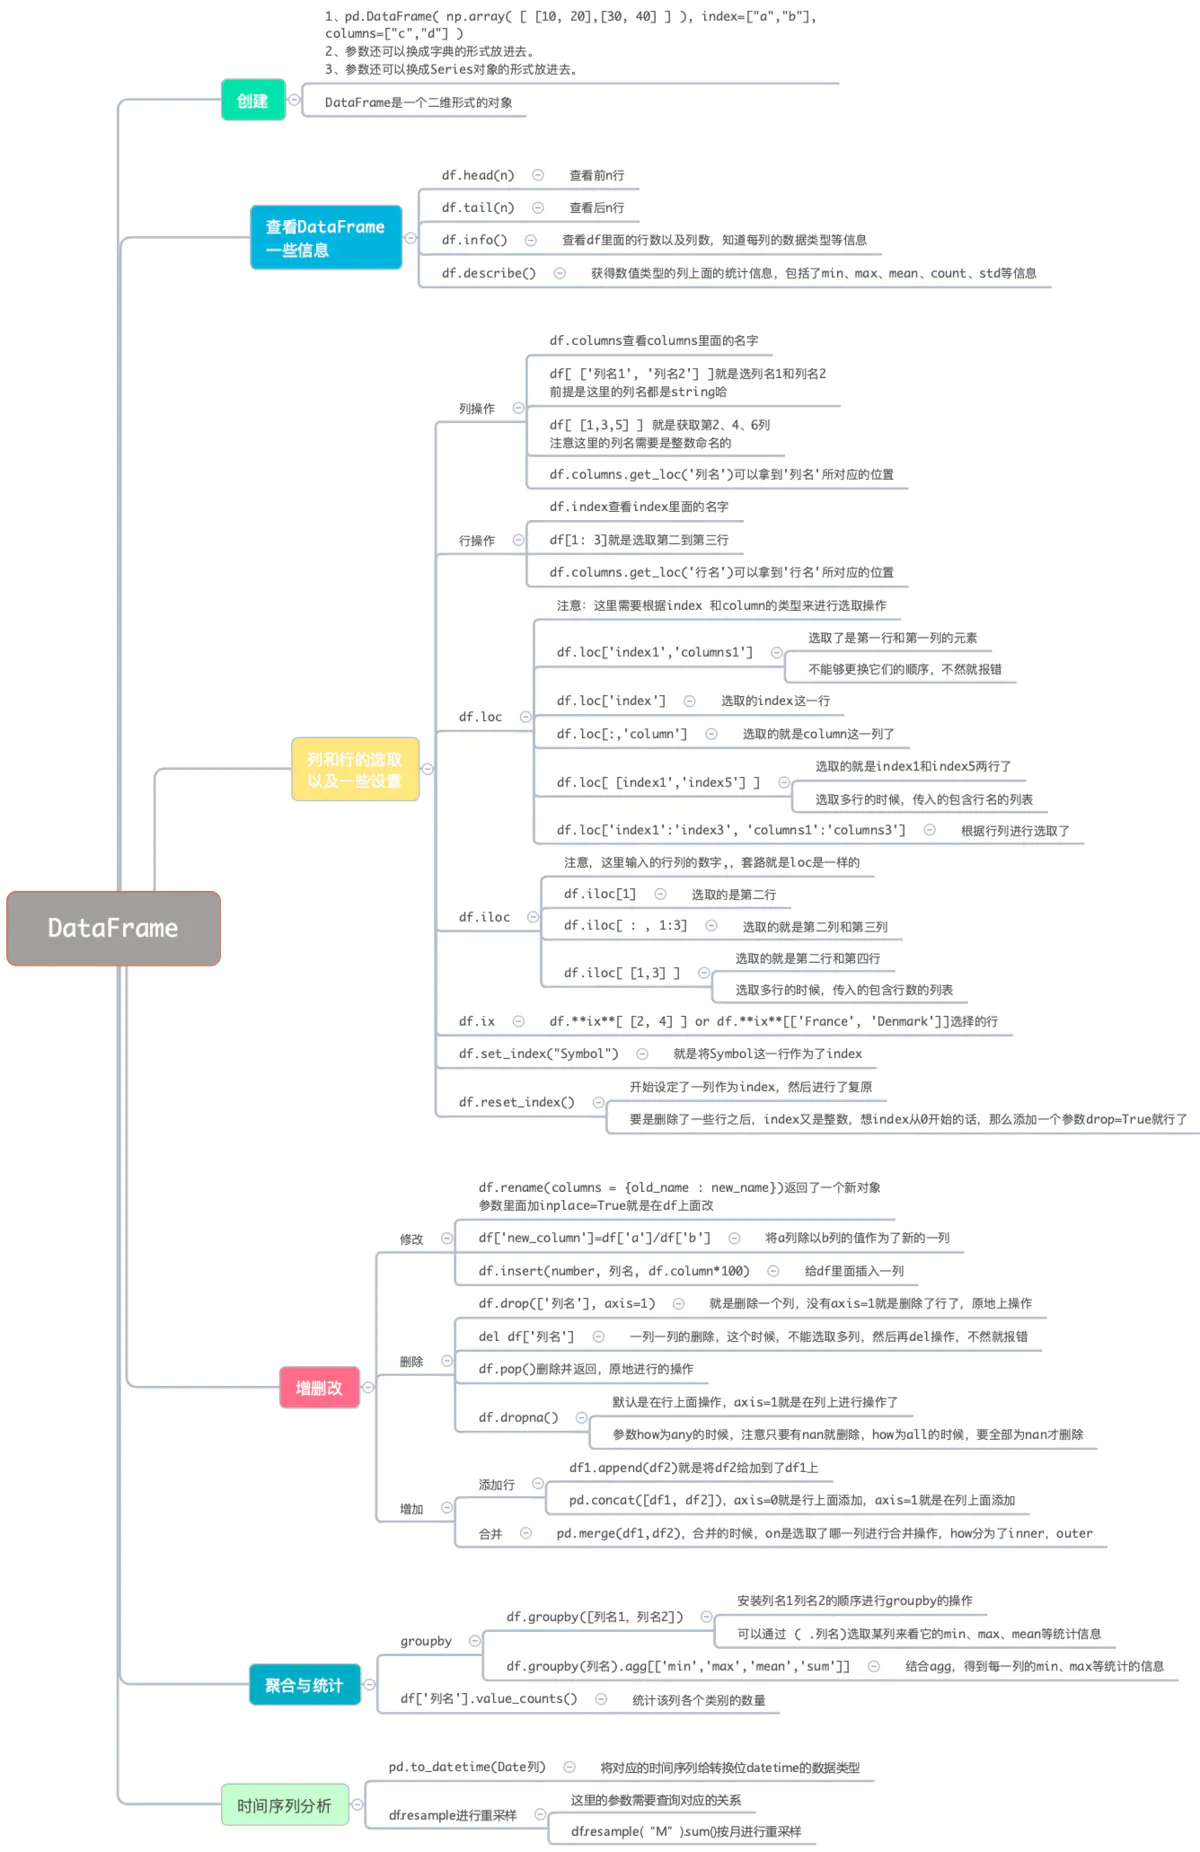 1、pd.DataFrame( np.array( [ [10, 20],[30, 40] ] ), index=["a","b"],
columns=["c","d"] )
2、参数还可以换成字典的形式放进去。
3、参数还可以换成Series对象的形式放进去。
创建
DataFrame是一个二维形式的对象
df.head(n)
查看前n行
df.tail(n)
查看后n行
查看DataFrame
一些信息
df.info()
查看df里面的行数以及列数，知道每列的数据类型等信息
df.describe()
获得数值类型的列上面的统计信息，包括了min、max、mean、count、std等信息
df.columns查看columns里面的名字
df[ ['列名1', '列名2'] ]就是选列名1和列名2
前提是这里的列名都是string哈
列操作
df[ [1,3,5] ] 就是获取第2、4、6列
注意这里的列名需要是整数命名的
df.columns.get_loc('列名')可以拿到'列名'所对应的位置
df.index查看index里面的名字
行操作
df[1: 3]就是选取第二到第三行
df.columns.get_loc('行名')可以拿到'行名'所对应的位置
注意：这里需要根据index 和column的类型来进行选取操作
选取了是第一行和第一列的元素
df.loc['index1','columns1']
不能够更换它们的顺序，不然就报错
df.loc['index']
选取的index这一行
df.loc
df.loc[:,'column']
选取的就是column这一列了
列和行的选取
以及一些设置
选取的就是index1和index5两行了
df.loc[ [index1','index5'] ]
选取多行的时候，传入的包含行名的列表
df.loc['index1':'index3', 'columns1':'columns3']
根据行列进行选取了
注意，这里输入的行列的数字,，套路就是loc是一样的
df.iloc[1]
选取的是第二行
df.iloc
df.iloc[ : , 1:3]
选取的就是第二列和第三列
DataFrame
选取的就是第二行和第四行
df.iloc[ [1,3] ]
选取多行的时候，传入的包含行数的列表
df.ix
df.**ix**[ [2, 4] ] or df.**ix**[['France', 'Denmark']]选择的行
df.set_index("Symbol")
就是将Symbol这一行作为了index
开始设定了一列作为index，然后进行了复原
df.reset_index()
要是删除了一些行之后，index又是整数，想index从0开始的话，那么添加一个参数drop=True就行了
df.rename(columns = {old_name : new_name})返回了一个新对象
参数里面加inplace=True就是在df上面改
修改
df['new_column']=df['a']/df['b']
将a列除以b列的值作为了新的一列
df.insert(number, 列名, df.column*100)
给df里面插入一列
df.drop(['列名'], axis=1)
就是删除一个列，没有axis=1就是删除了行了，原地上操作
del df['列名']
一列一列的删除，这个时候，不能选取多列，然后再del操作，不然就报错
删除
df.pop()删除并返回，原地进行的操作
增删改
默认是在行上面操作，axis=1就是在列上进行操作了
df.dropna()
参数how为any的时候，注意只要有nan就删除，how为all的时候，要全部为nan才删除
df1.append(df2)就是将df2给加到了df1上
添加行
pd.concat([df1, df2])，axis=0就是行上面添加，axis=1就是在列上面添加
增加
合并
pd.merge(df1,df2)，合并的时候，on是选取了哪一列进行合并操作，how分为了inner，outer
安装列名1列名2的顺序进行groupby的操作
df.groupby([列名1，列名2])
可以通过 ( .列名)选取某列来看它的min、max、mean等统计信息
groupby
df.groupby(列名).agg[['min','max','mean','sum']]
结合agg，得到每一列的min、max等统计的信息
聚合与统计
df['列名'].value_counts()
统计该列各个类别的数量
pd.to_datetime(Date列)
将对应的时间序列给转换位datetime的数据类型
时间序列分析
这里的参数需要查询对应的关系
df.resample进行重采样
df.resample(“M”).sum()按月进行重采样